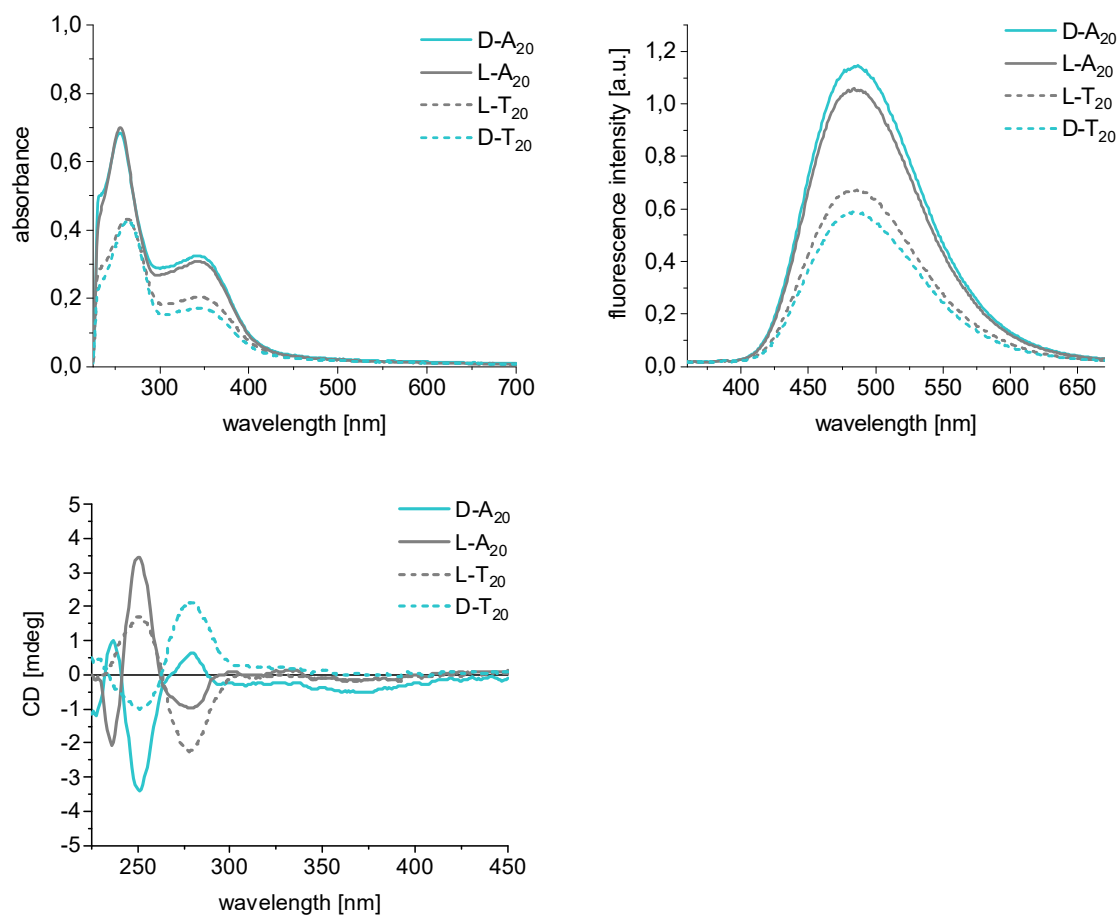 1,0
0,8
0,6
0,4
0,2
0,0
absorbance
300 400 500 600 700
wavelength [nm]
D-A20
L-A20
L-T20
D-T20
1,2
1,0
0,8
0,6
0,4
0,2
0,0
fluorescence intensity [a.u.]
400 450 500 550 600 650
wavelength [nm]
D-A20
L-A20
L-T20
D-T20
5
4
3
2
1
0
-1
-2
-3
-4
-5
CD [mdeg]
250 300 350 400 450
wavelength [nm]
D-A20
L-A20
L-T20
D-T20